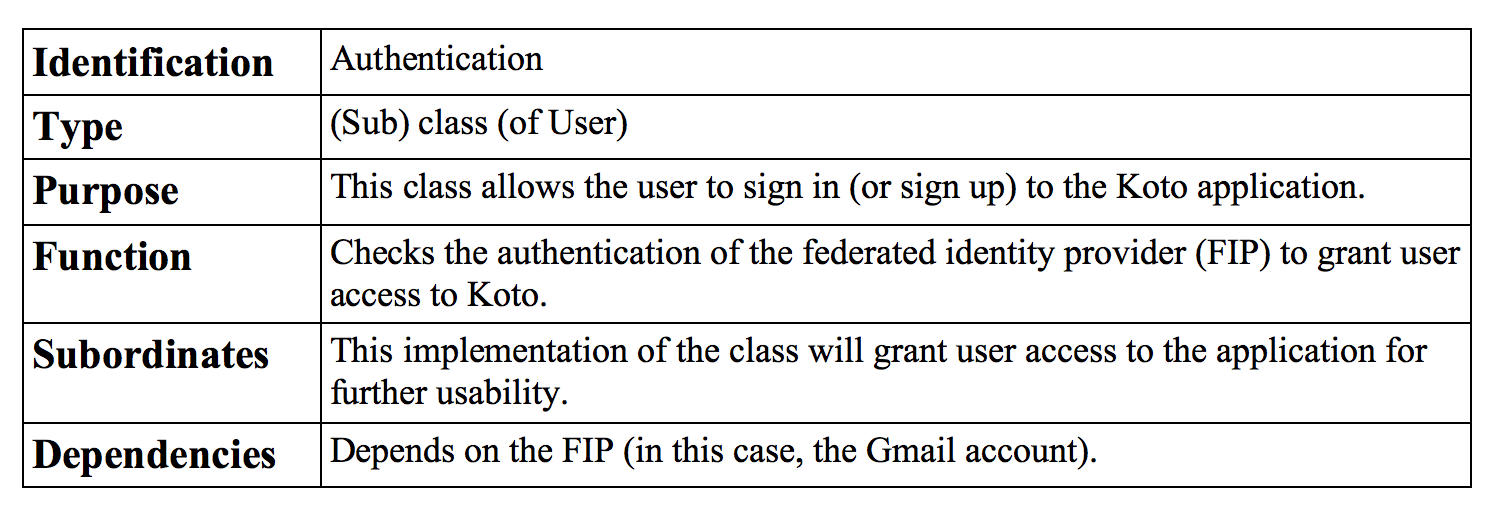 Identification Authentication
Type (Sub) class (of User)
Purpose This class allows the user to sign in (or sign up) to the Koto application.
Function Checks the authentication of the federated identity provider (FIP) to grant user
access to Koto.
Subordinates This implementation of the class will grant user access to the application for
further usability.
Dependencies Depends on the FIP (in this case, the Gmail account).